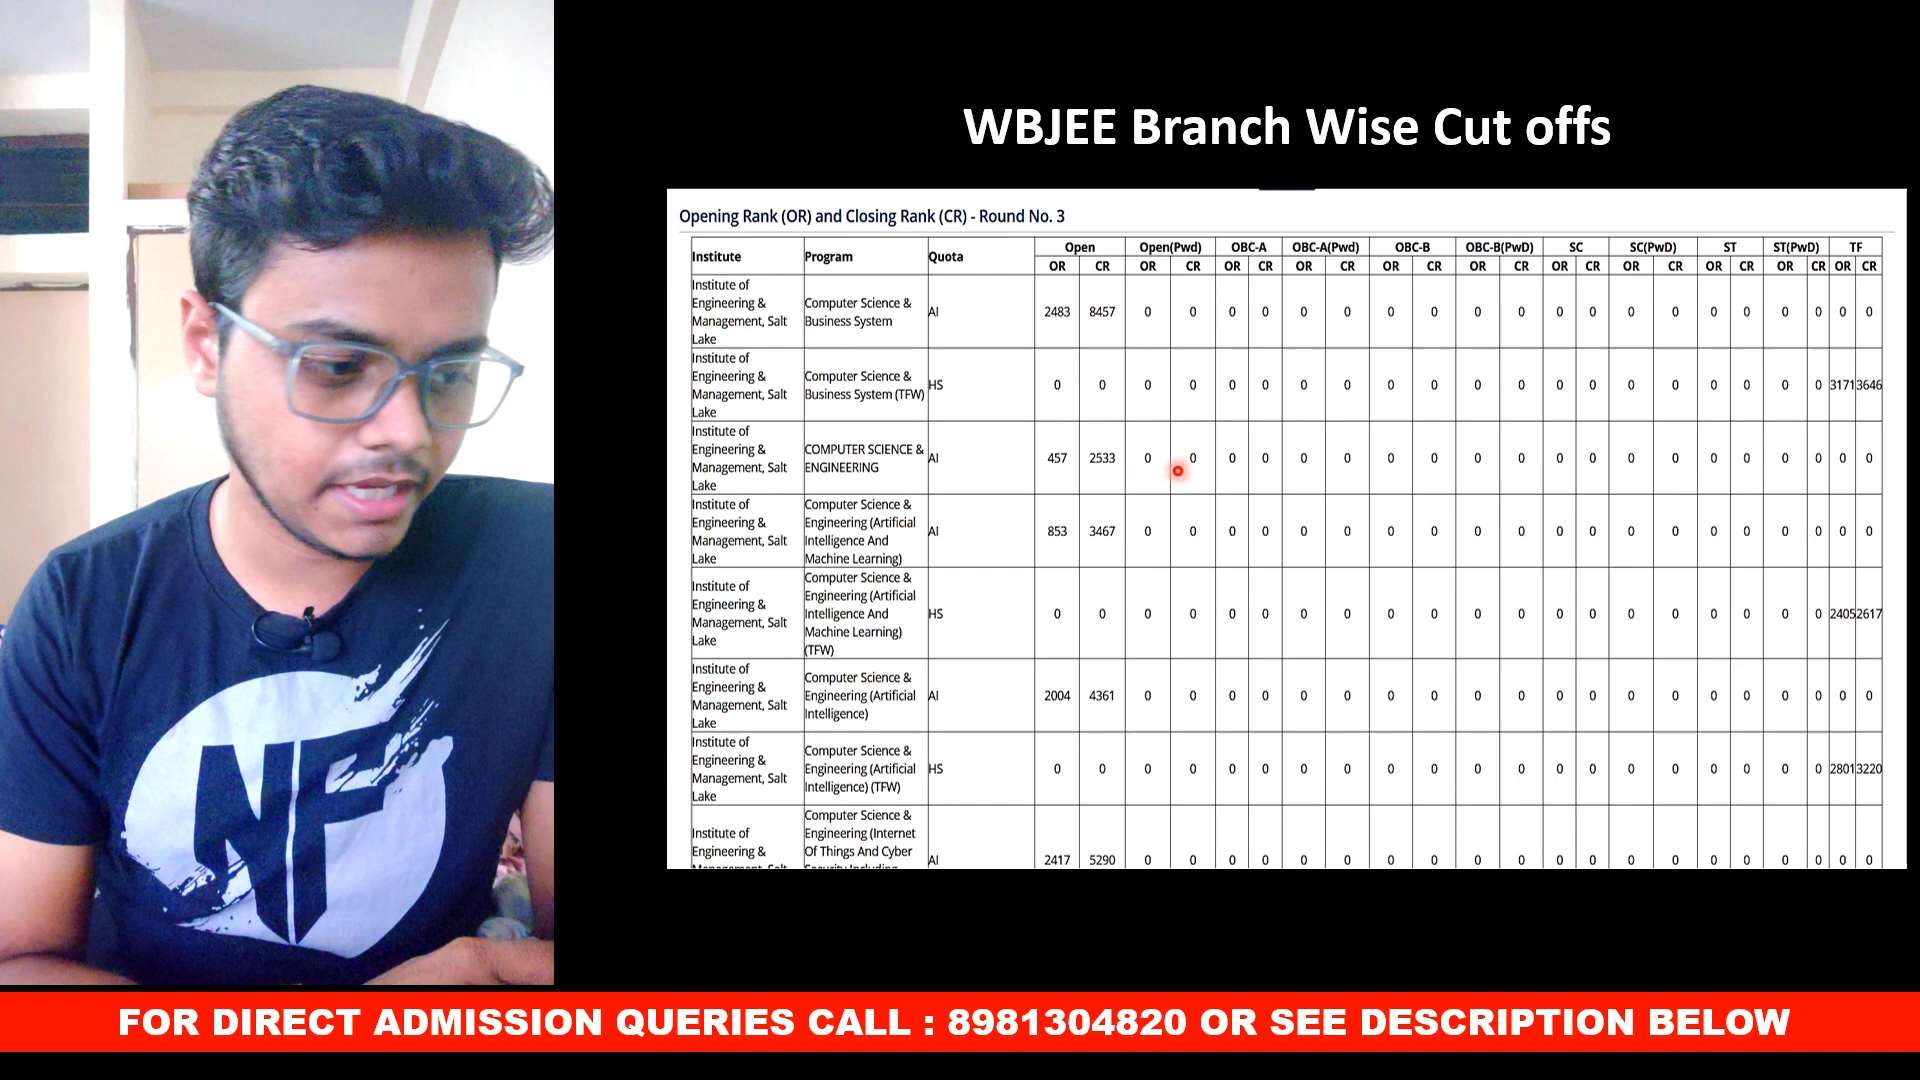 WBJEE Branch Wise Cut offs
Opening Rank (OR) and Closing Rank (CR) - Round No. 3
Institute Program Quota Open Open(Pwd) OBC-A OBC-A(Pwd) OBC-B OBC-B(PwD) SC SC(PwD) ST ST(PwD) TF
OR CR OR CR OR CR OR CR OR CR OR CR OR CR OR CR OR CR OR CR OR CR
Institute of
Engineering &
Management, Salt
Lake
Computer Science &
Business System
AI 2483 8457 0 0 0 0 0 0 0 0 0 0 0 0 0 0 0 0 0 0 0 0
Institute of
Engineering &
Management, Salt
Lake
Computer Science &
Business System (TFW)
HS 0 0 0 0 0 0 0 0 0 0 0 0 0 0 0 0 0 0 0 0 3171 3646
Institute of
Engineering &
Management, Salt
Lake
COMPUTER SCIENCE &
ENGINEERING
AI 457 2533 0 0 0 0 0 0 0 0 0 0 0 0 0 0 0 0 0 0 0 0
Institute of
Engineering &
Management, Salt
Lake
Computer Science &
Engineering (Artificial
Intelligence And
Machine Learning)
AI 853 3467 0 0 0 0 0 0 0 0 0 0 0 0 0 0 0 0 0 0 0 0
Institute of
Engineering &
Management, Salt
Lake
Computer Science &
Engineering (Artificial
Intelligence And
Machine Learning)
(TFW)
HS 0 0 0 0 0 0 0 0 0 0 0 0 0 0 0 0 0 0 0 0 2405 2617
Institute of
Engineering &
Management, Salt
Lake
Computer Science &
Engineering (Artificial
Intelligence)
AI 2004 4361 0 0 0 0 0 0 0 0 0 0 0 0 0 0 0 0 0 0 0 0
Institute of
Engineering &
Management, Salt
Lake
Computer Science &
Engineering (Artificial
Intelligence) (TFW)
HS 0 0 0 0 0 0 0 0 0 0 0 0 0 0 0 0 0 0 0 0 2801 3220
Institute of
Engineering &
Management, Salt
Computer Science &
Engineering (Internet
Of Things And Cyber
Security Including
AI 2417 5290 0 0 0 0 0 0 0 0 0 0 0 0 0 0 0 0 0 0 0 0
NF
FOR DIRECT ADMISSION QUERIES CALL : 8981304820 OR SEE DESCRIPTION BELOW